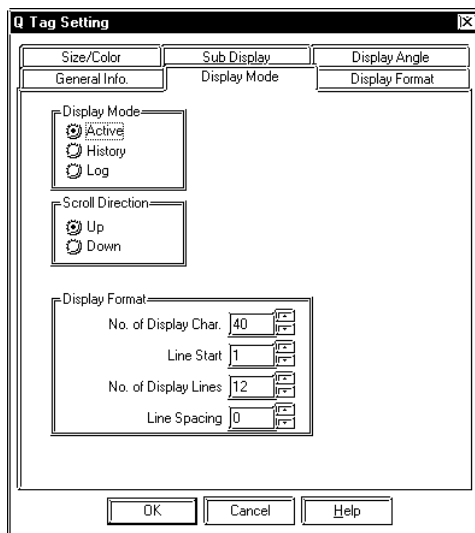 Q Tag Setting
Size/Color Sub Display Display Angle
General Info. Display Mode Display Format
Display Mode
Active
History
Log
Scroll Direction
Up
Down
Display Format
No. of Display Char. 40
Line Start 1
No. of Display Lines 12
Line Spacing 0
OK Cancel Help